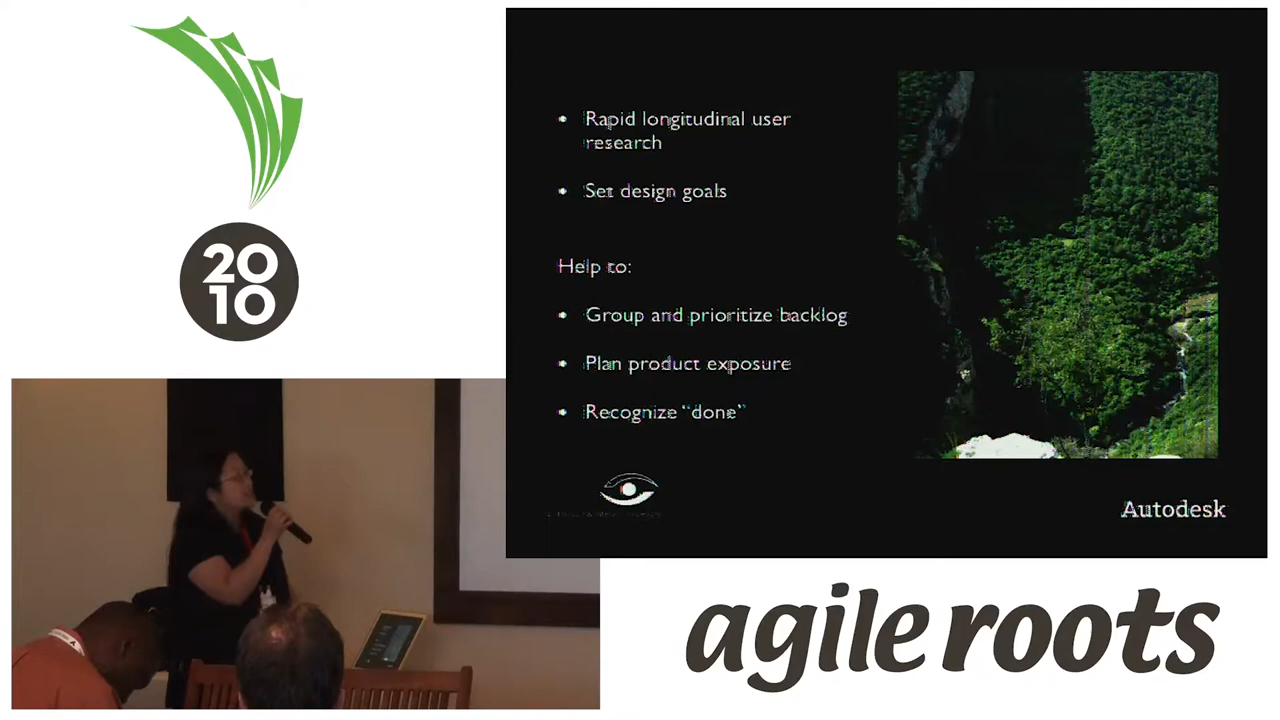 20
10
• Rapid longitudinal user
research
• Set design goals
Help to:
• Group and prioritize backlog
• Plan product exposure
• Recognize “done”
Autodesk
agile roots